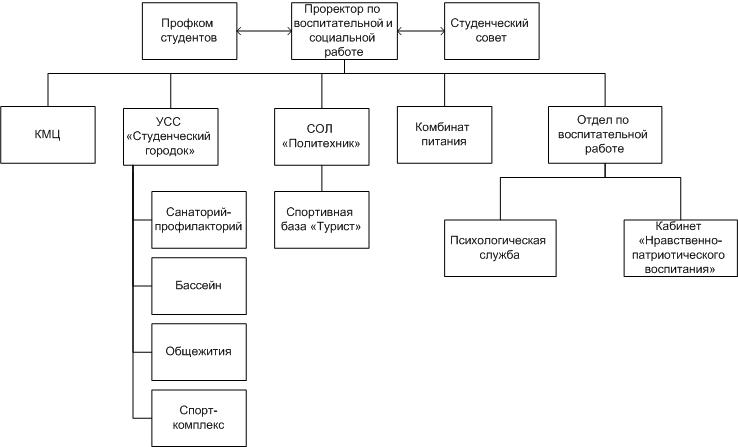 Профком
студентов
Проректор по
воспитательной и
социальной
работе
Студенческий
совет
КМЦ
УСС
«Студенческий
городок»
СОЛ
«Политехник»
Комбинат
питания
Отдел по
воспитательной
работе
Санаторий-
профилакторий
Спортивная
база «Турист»
Психологическая
служба
Кабинет
«Нравственно-
патриотического
воспитания»
Бассейн
Общежития
Спорт-
комплекс